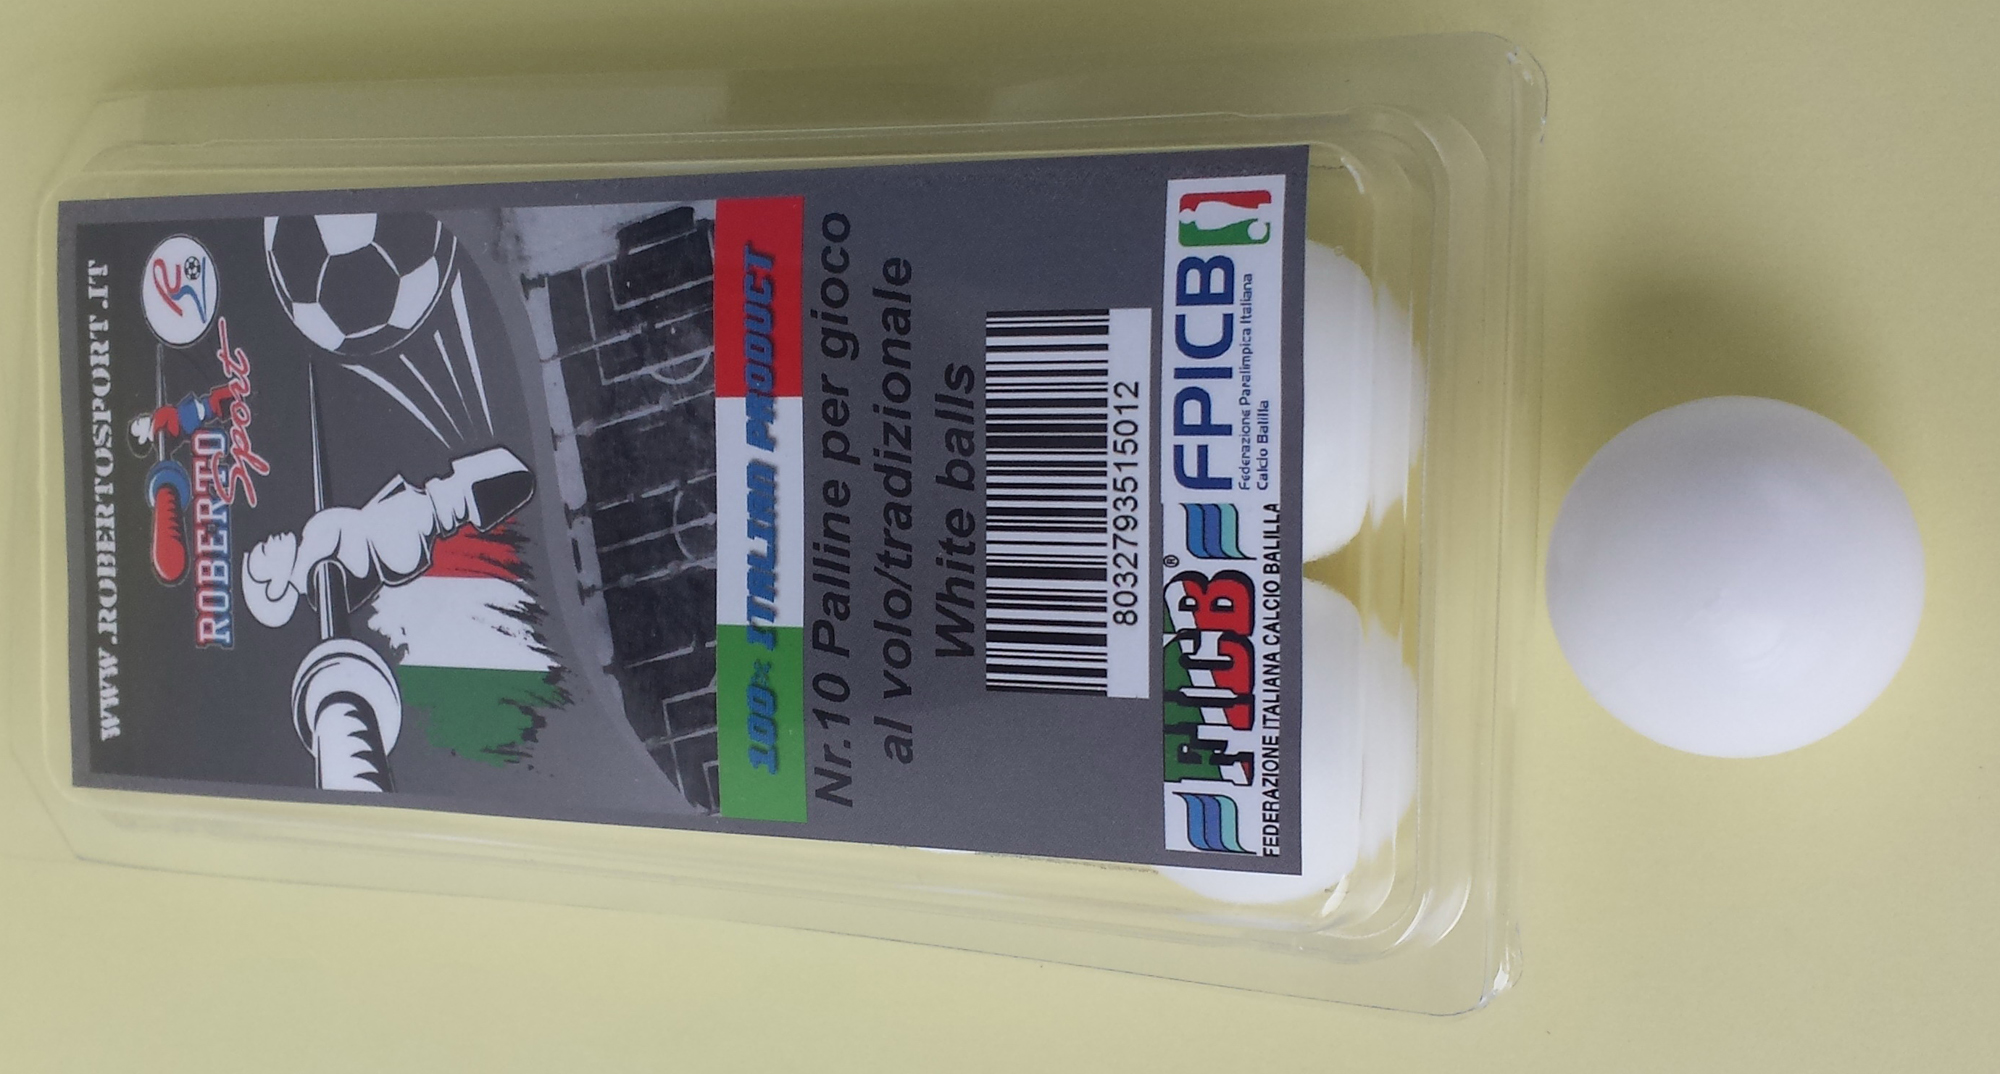 WWW.ROBERTOSPORT.IT
ROBERTO
Sport
100% ITALIAN PRODUCT
Nr.10 Palline per gioco
al volo/tradizionale
White balls
8032793515012
FICB®
FEDERAZIONE ITALIANA CALCIO BALILLA
FPICB
Federazione Paralimpica Italiana
Calcio Balilla